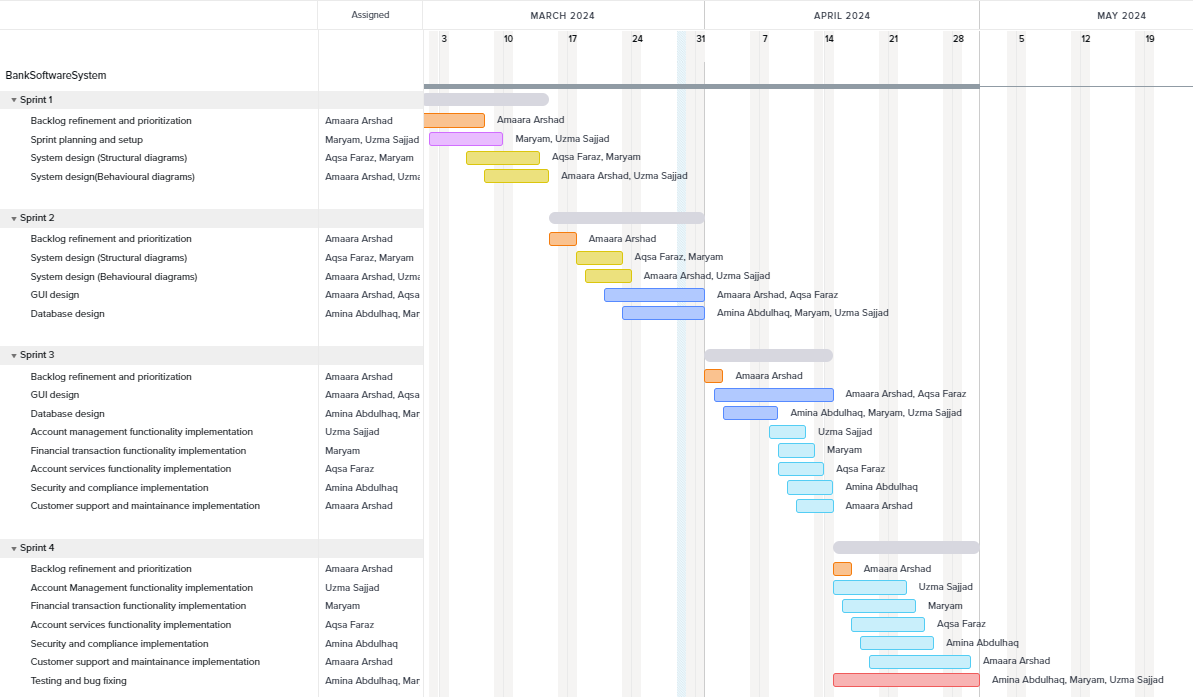 Assigned
MARCH 2024
APRIL 2024
MAY 2024
3 10 17 24 31 7 14 21 28 5 12 19
BankSoftwareSystem
Sprint 1
Backlog refinement and prioritization Amaara Arshad Amaara Arshad
Sprint planning and setup Maryam, Uzma Sajjad Maryam, Uzma Sajjad
System design (Structural diagrams) Aqsa Faraz, Maryam Aqsa Faraz, Maryam
System design(Behavioural diagrams) Amaara Arshad, Uzma Amaara Arshad, Uzma Sajjad
Sprint 2
Backlog refinement and prioritization Amaara Arshad Amaara Arshad
System design (Structural diagrams) Aqsa Faraz, Maryam Aqsa Faraz, Maryam
System design (Behavioural diagrams) Amaara Arshad, Uzma Amaara Arshad, Uzma Sajjad
GUI design Amaara Arshad, Aqsa Amaara Arshad, Aqsa Faraz
Database design Amina Abdulhaq, Mar Amina Abdulhaq, Maryam, Uzma Sajjad
Sprint 3
Backlog refinement and prioritization Amaara Arshad Amaara Arshad
GUI design Amaara Arshad, Aqsa Amaara Arshad, Aqsa Faraz
Database design Amina Abdulhaq, Mar Amina Abdulhaq, Maryam, Uzma Sajjad
Account management functionality implementation Uzma Sajjad Uzma Sajjad
Financial transaction functionality implementation Maryam Maryam
Account services functionality implementation Aqsa Faraz Aqsa Faraz
Security and compliance implementation Amina Abdulhaq Amina Abdulhaq
Customer support and maintainance implementation Amaara Arshad Amaara Arshad
Sprint 4
Backlog refinement and prioritization Amaara Arshad Amaara Arshad
Account Management functionality implementation Uzma Sajjad Uzma Sajjad
Financial transaction functionality implementation Maryam Maryam
Account services functionality implementation Aqsa Faraz Aqsa Faraz
Security and compliance implementation Amina Abdulhaq Amina Abdulhaq
Customer support and maintainance implementation Amaara Arshad Amaara Arshad
Testing and bug fixing Amina Abdulhaq, Mar Amina Abdulhaq, Maryam, Uzma Sajjad